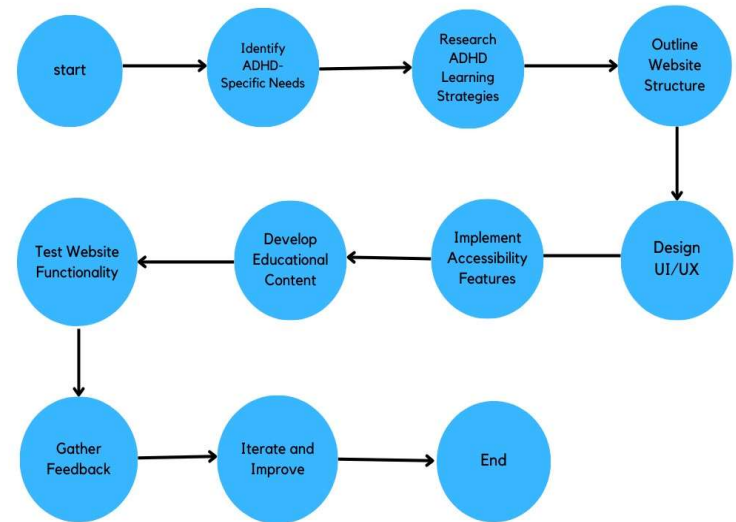 start
Identify
ADHD-
Specific Needs
Research
ADHD
Learning
Strategies
Outline
Website
Structure
Design
UI/UX
Implement
Accessibility
Features
Develop
Educational
Content
Test Website
Functionality
Gather
Feedback
Iterate and
Improve
End